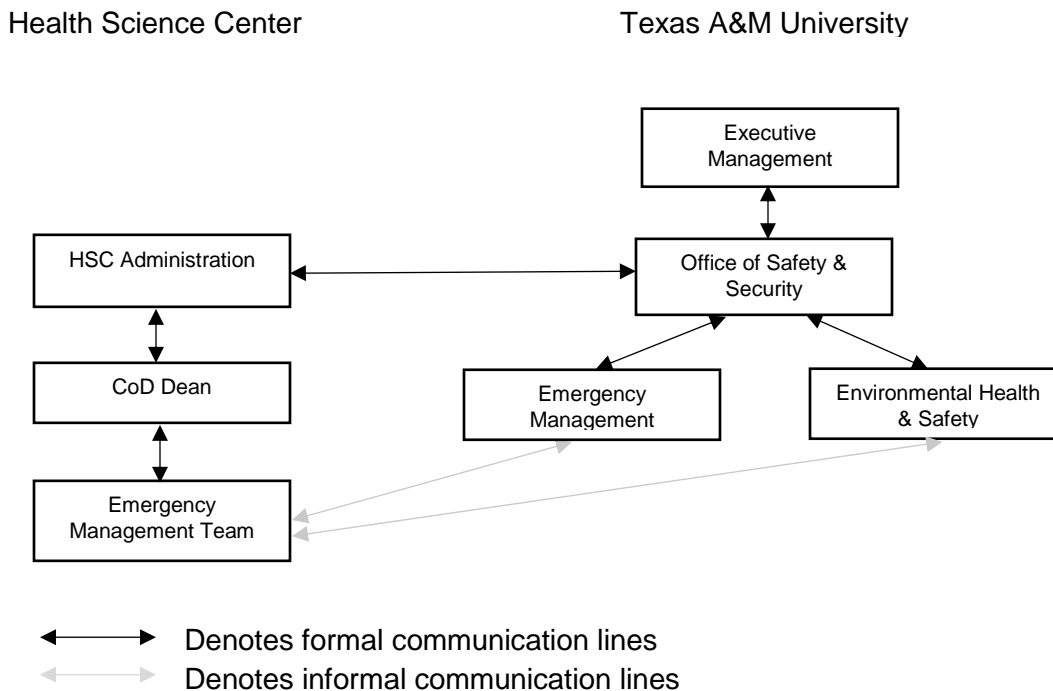 Health Science Center
Texas A&M University
Executive
Management
HSC Administration
Office of Safety &
Security
CoD Dean
Emergency
Management
Environmental Health
& Safety
Emergency
Management Team
Denotes formal communication lines
Denotes informal communication lines